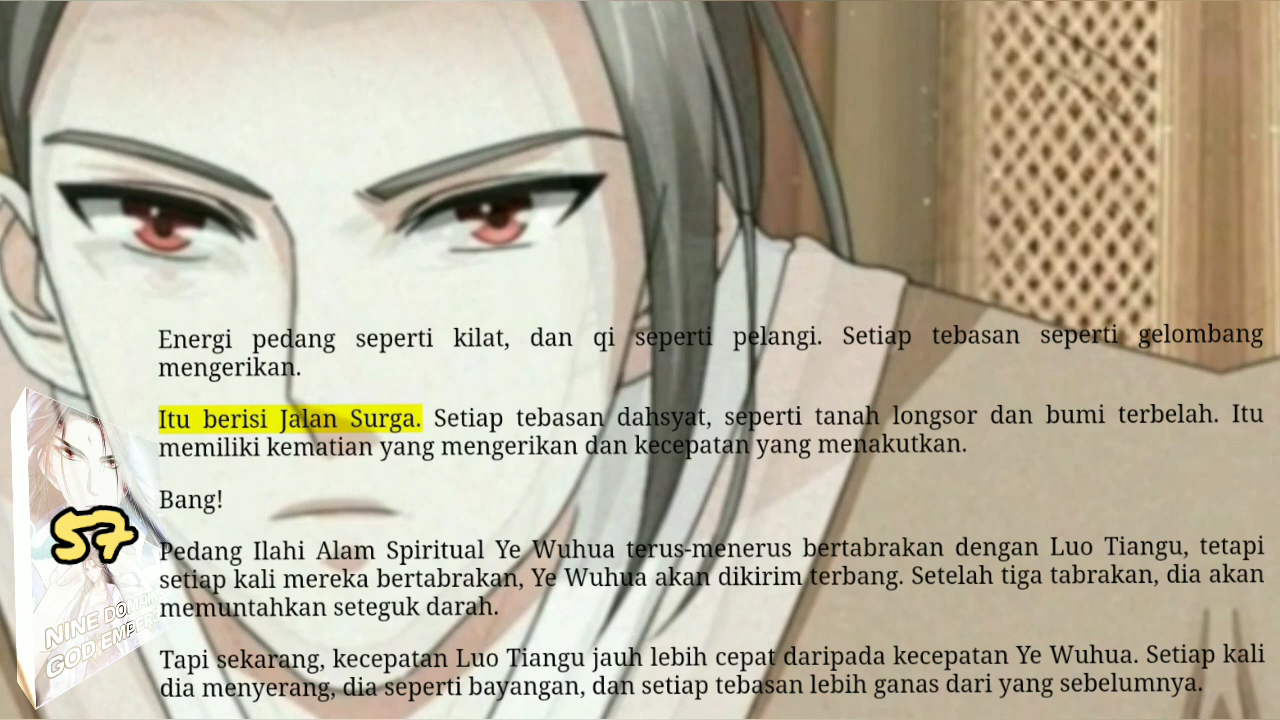 Energi pedang seperti kilat, dan qi seperti pelangi. Setiap tebasan seperti gelombang
mengerikan.
Itu berisi Jalan Surga. Setiap tebasan dahsyat, seperti tanah longsor dan bumi terbelah. Itu
memiliki kematian yang mengerikan dan kecepatan yang menakutkan.
Bang!
Pedang Ilahi Alam Spiritual Ye Wuhua terus-menerus bertabrakan dengan Luo Tiangu, tetapi
setiap kali mereka bertabrakan, Ye Wuhua akan dikirim terbang. Setelah tiga tabrakan, dia akan
memuntahkan seteguk darah.
Tapi sekarang, kecepatan Luo Tiangu jauh lebih cepat daripada kecepatan Ye Wuhua. Setiap kali
dia menyerang, dia seperti bayangan, dan setiap tebasan lebih ganas dari yang sebelumnya.
57
NINE
GOD